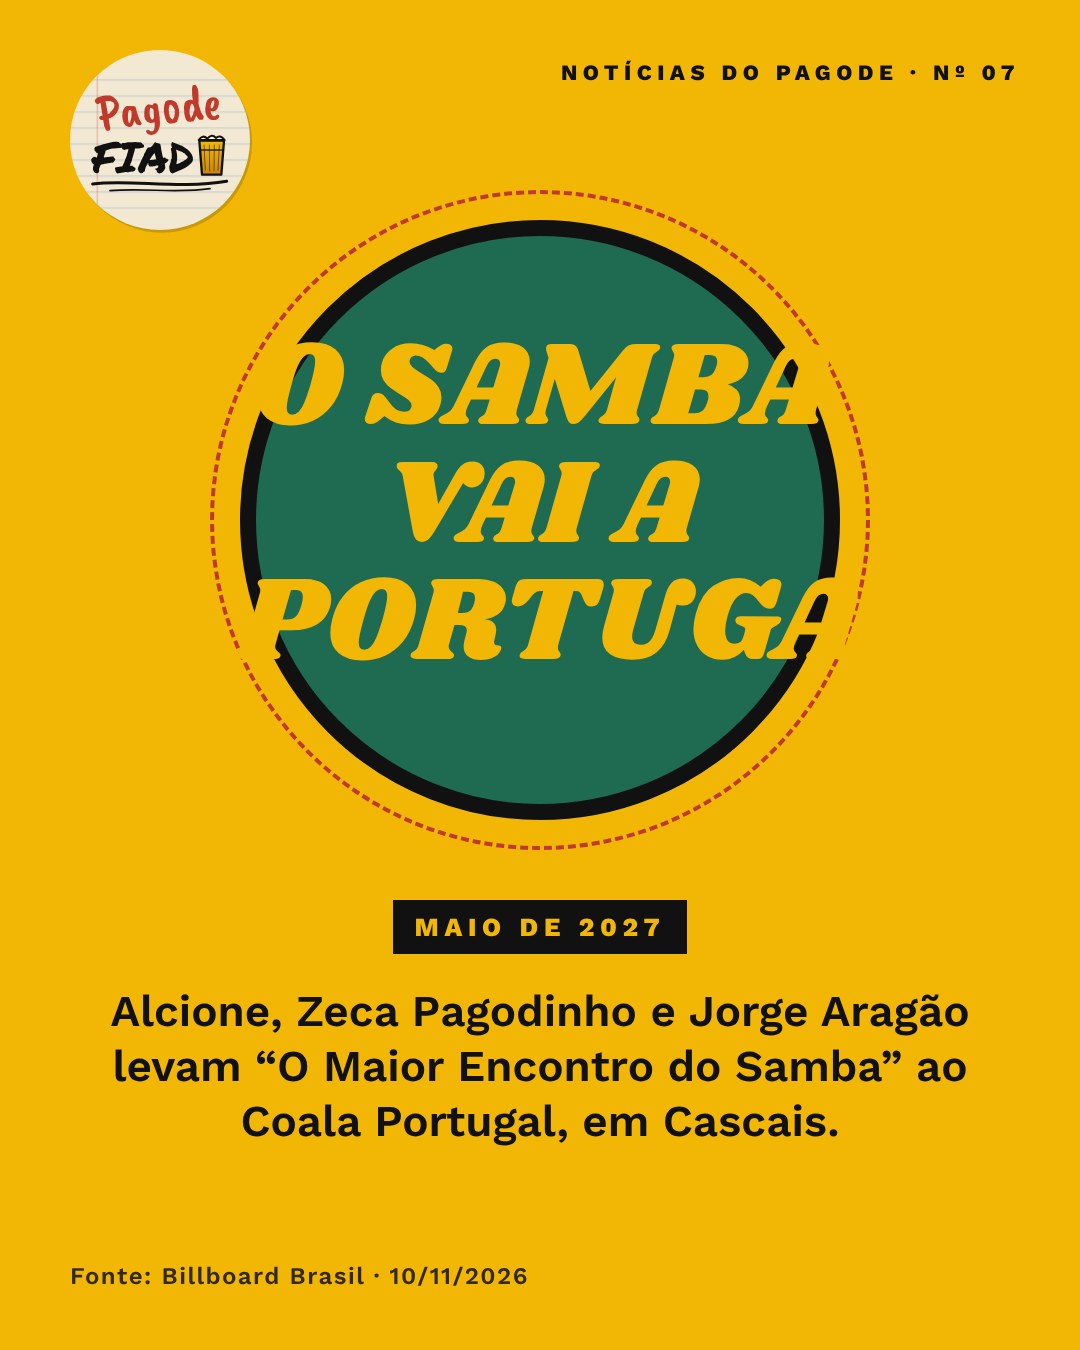 Pagode
FIAD
NOTÍCIAS DO PAGODE · Nº 07
O SAMBA
VAI A
PORTUGA
MAIO DE 2027
Alcione, Zeca Pagodinho e Jorge Aragão
levam “O Maior Encontro do Samba” ao
Coala Portugal, em Cascais.
Fonte: Billboard Brasil · 10/11/2026